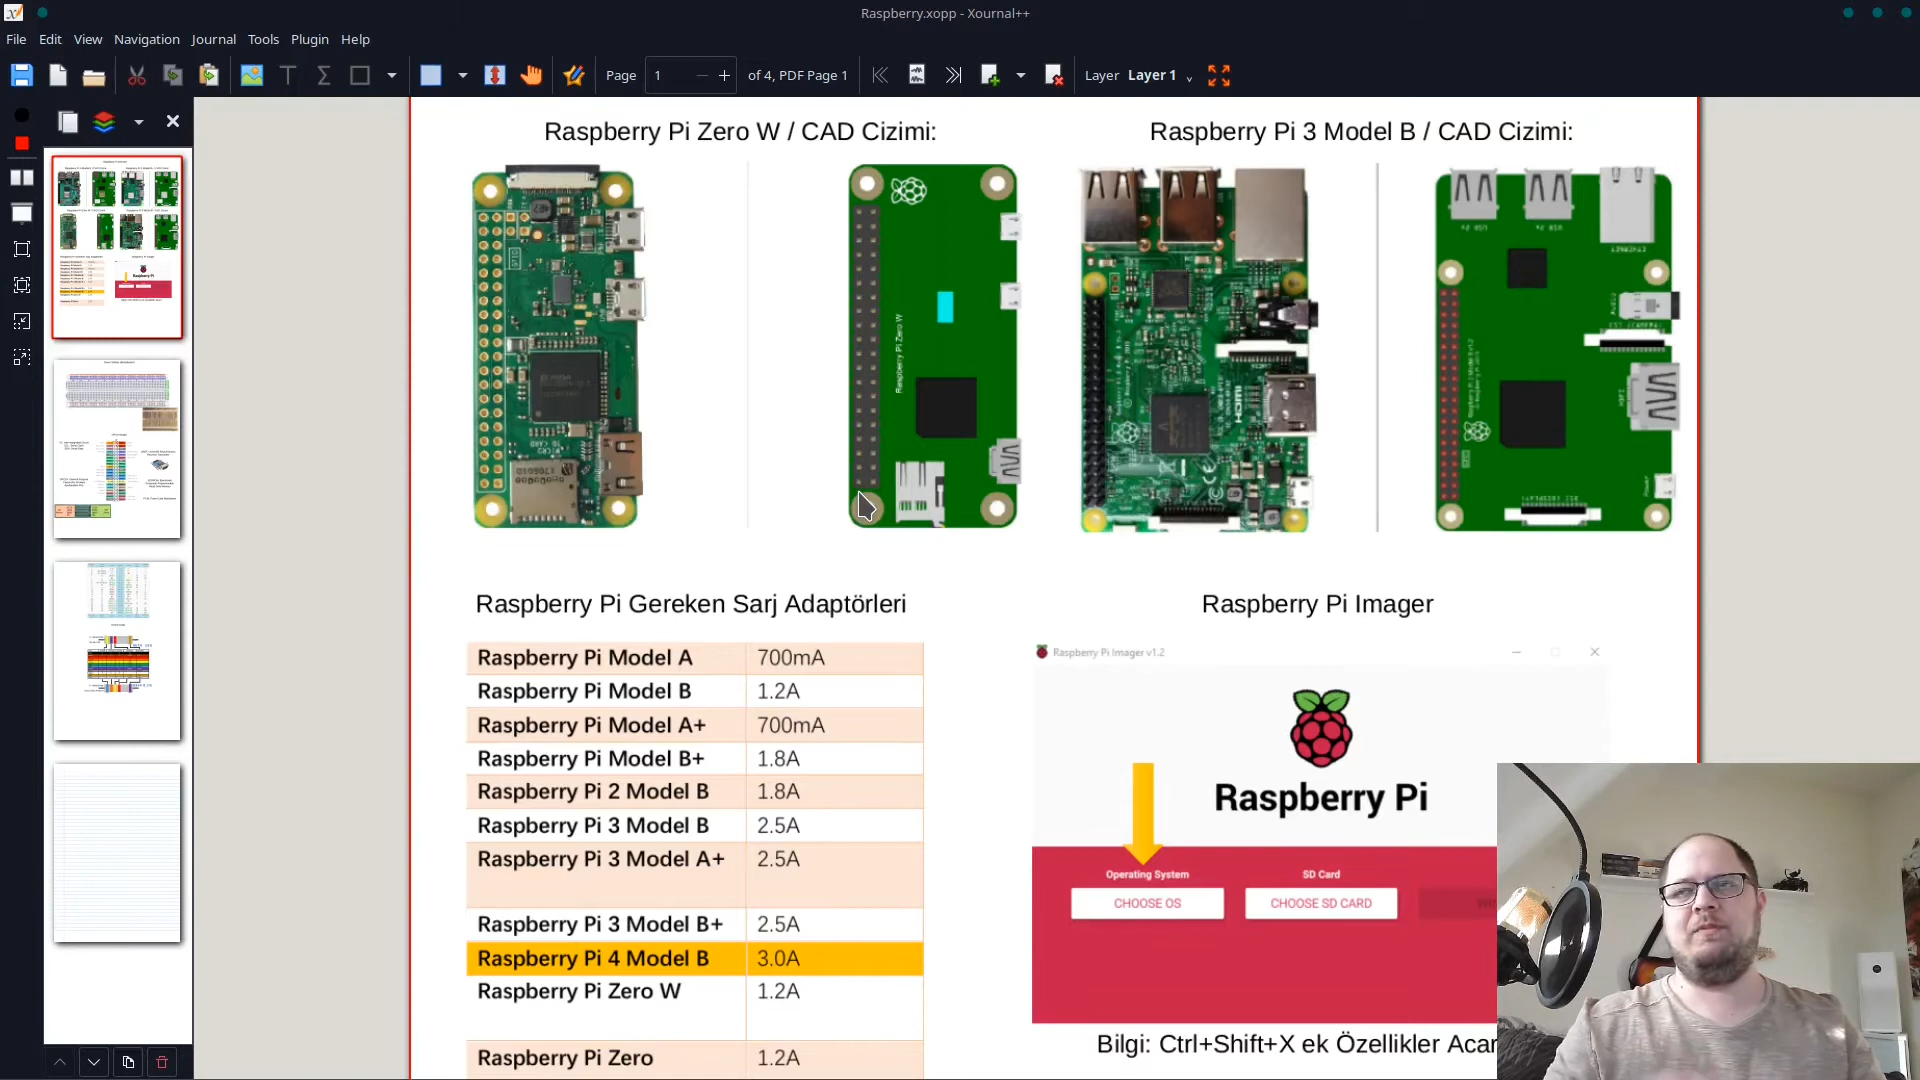 Raspberry.xopp - Xournal++
File Edit View Navigation Journal Tools Plugin Help
Page 1 of 4, PDF Page 1 Layer Layer 1
Raspberry Pi Zero W / CAD Cizimi:
Raspberry Pi 3 Model B / CAD Cizimi:
Raspberry Pi Zero W
HDMI
Raspberry Pi Gereken Sarj Adaptörleri
Raspberry Pi Model A 700mA
Raspberry Pi Model B 1.2A
Raspberry Pi Model A+ 700mA
Raspberry Pi Model B+ 1.8A
Raspberry Pi 2 Model B 1.8A
Raspberry Pi 3 Model B 2.5A
Raspberry Pi 3 Model A+ 2.5A
Raspberry Pi 3 Model B+ 2.5A
Raspberry Pi 4 Model B 3.0A
Raspberry Pi Zero W 1.2A
Raspberry Pi Zero 1.2A
Raspberry Pi Imager
Raspberry Pi Imager v1.2
Raspberry Pi
Operating System
CHOOSE OS
SD Card
CHOOSE SD CARD
Bilgi: Ctrl+Shift+X ek Özellikler Acar